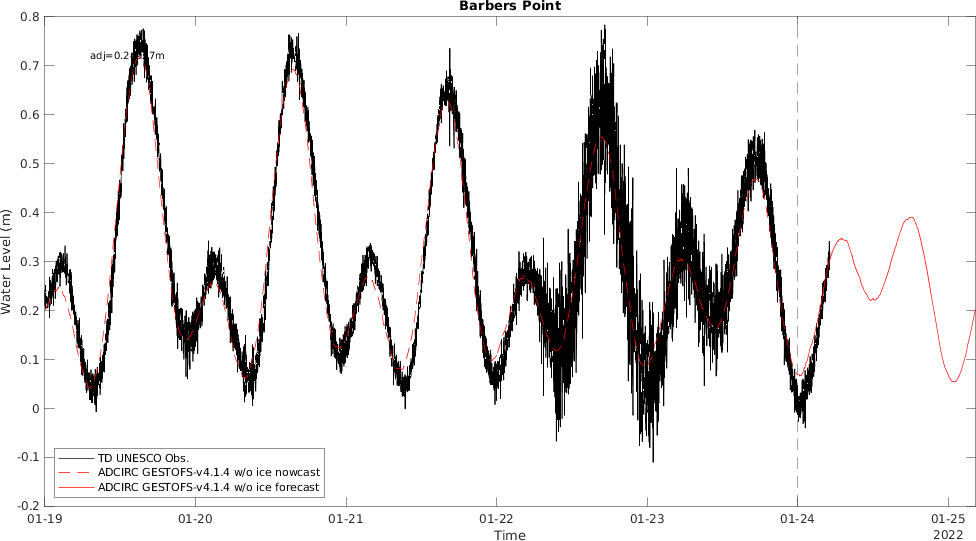 Barbers Point
0.8
0.7
0.6
0.5
0.4
0.3
0.2
0.1
0
-0.1
-0.2
Water Level (m)
TD UNESCO Obs.
ADCIRC GESTOFS-v4.1.4 w/o ice nowcast
ADCIRC GESTOFS-v4.1.4 w/o ice forecast
01-19 01-20 01-21 01-22 01-23 01-24 01-25
Time
2022